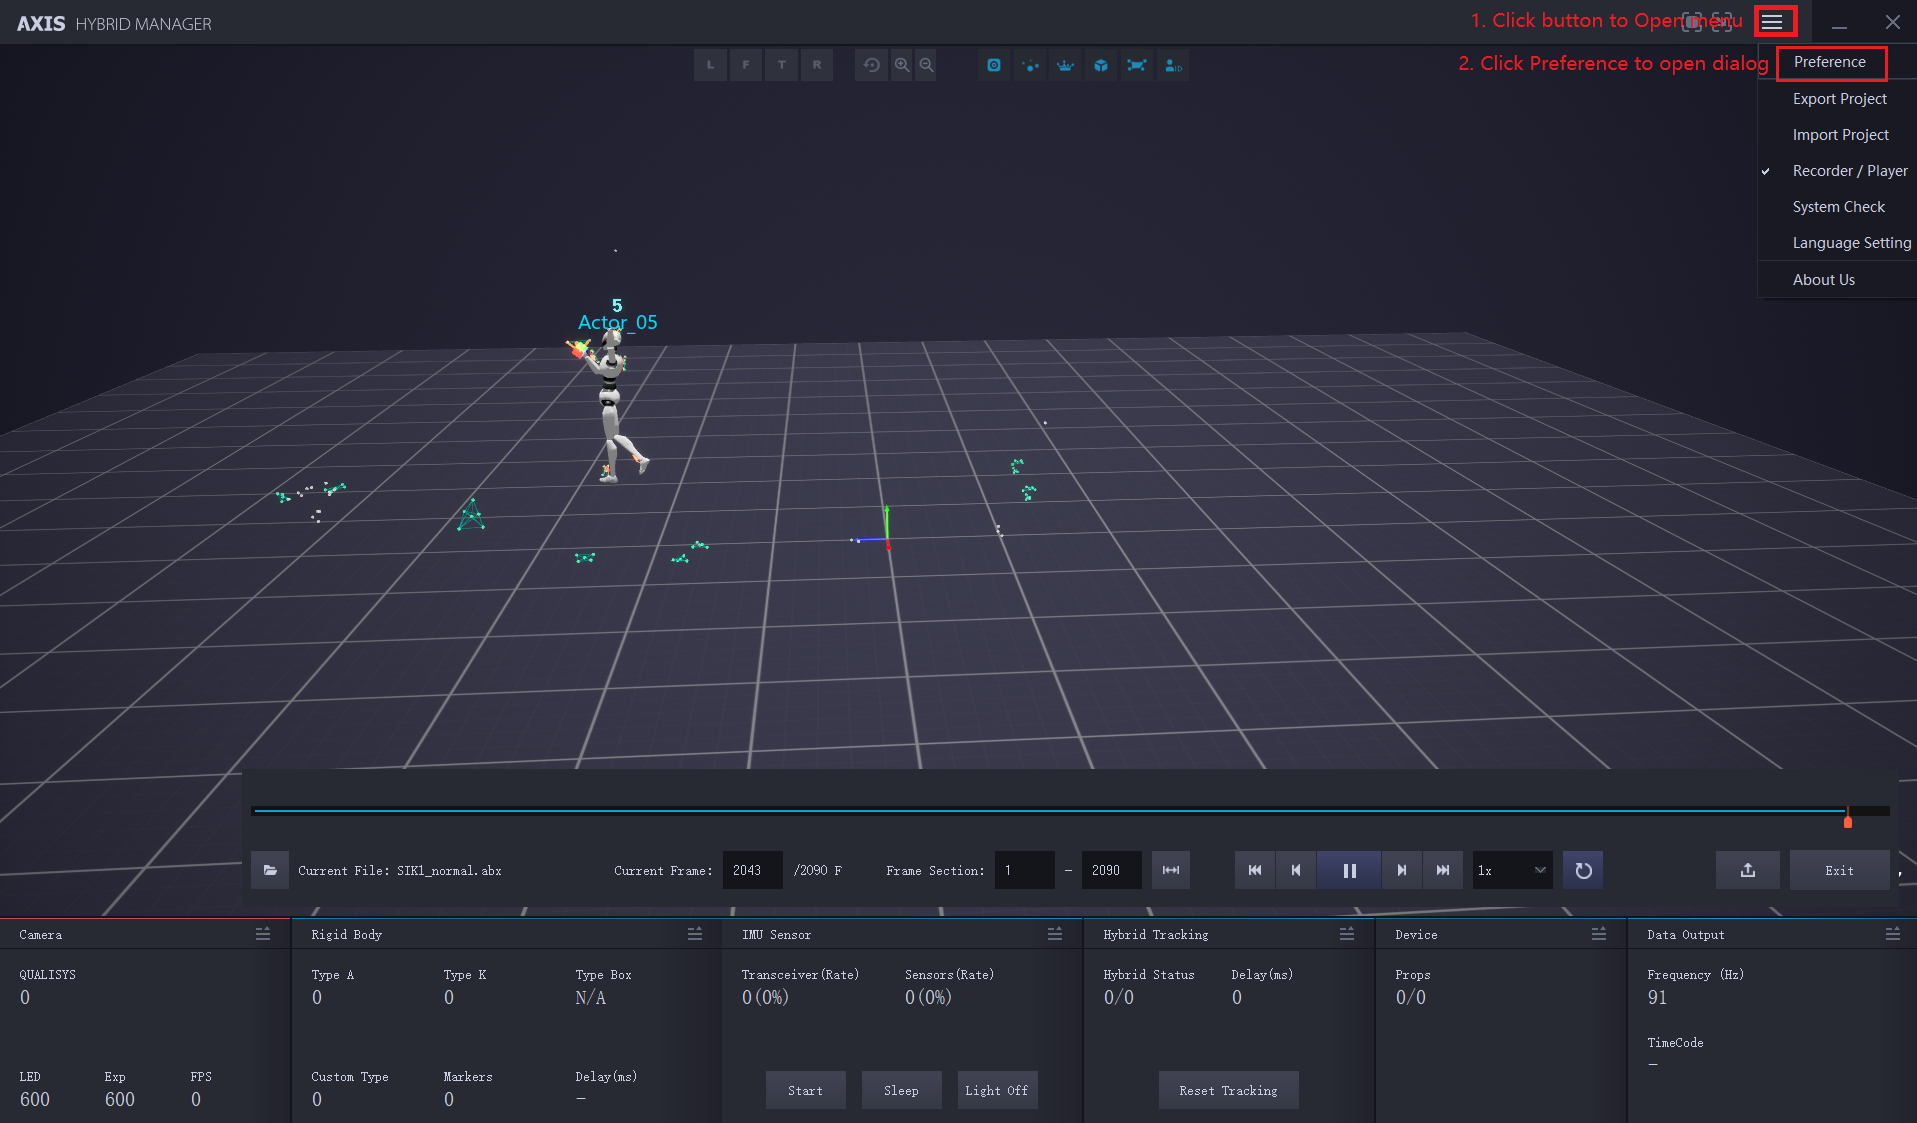 AXIS HYBRID MANAGER
1. Click button to Open menu
2. Click Preference to open dialog
L F T R
ID
Preference
Export Project
Import Project
Recorder / Player
System Check
Language Setting
About Us
5
Actor_05
Current File: SIK1_normal.abx
Current Frame: 2043 /2090 F
Frame Section: 1 - 2090
1x
Exit
Camera
QUALISYS
0
LED Exp FPS
600 600 0
Rigid Body
Type A Type K Type Box
0 0 N/A
Custom Type Markers Delay(ms)
0 0 -
IMU Sensor
Transceiver(Rate) Sensors(Rate)
0(0%) 0(0%)
Start Sleep Light Off
Hybrid Tracking
Hybrid Status Delay(ms)
0/0 0
Reset Tracking
Device
Props
0/0
Data Output
Frequency (Hz)
91
TimeCode
-